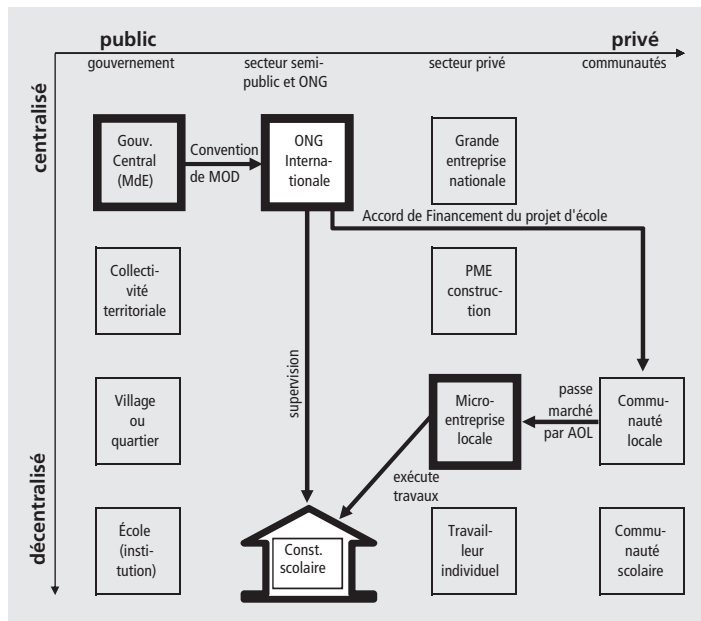 public
privé
gouvernement
secteur semi-
public et ONG
secteur privé
communautés
centralisé
décentralisé
Gouv.
Central
(MdE)
Convention
de MOD
ONG
Interna-
tionale
Grande
entreprise
nationale
Accord de Financement du projet d'école
Collecti-
vité
territoriale
PME
construc-
tion
supervision
Village
ou
quartier
Micro-
entreprise
locale
passe
marché
par AOL
Commu-
nauté
locale
exécute
travaux
École
(insti-
tution)
Const.
scolaire
Travail-
leur
individuel
Commu-
nauté
scolaire